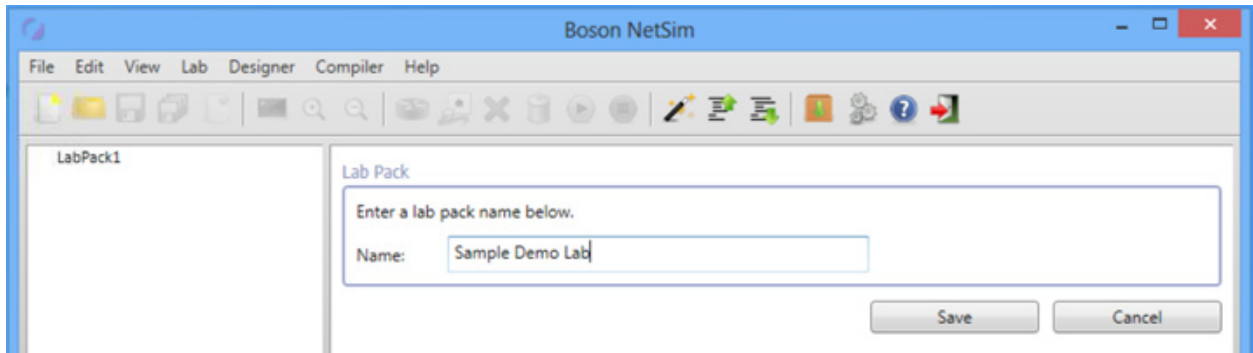 Boson NetSim
File Edit View Lab Designer Compiler Help
LabPack1
Lab Pack
Enter a lab pack name below.
Name: Sample Demo Lab
Save Cancel